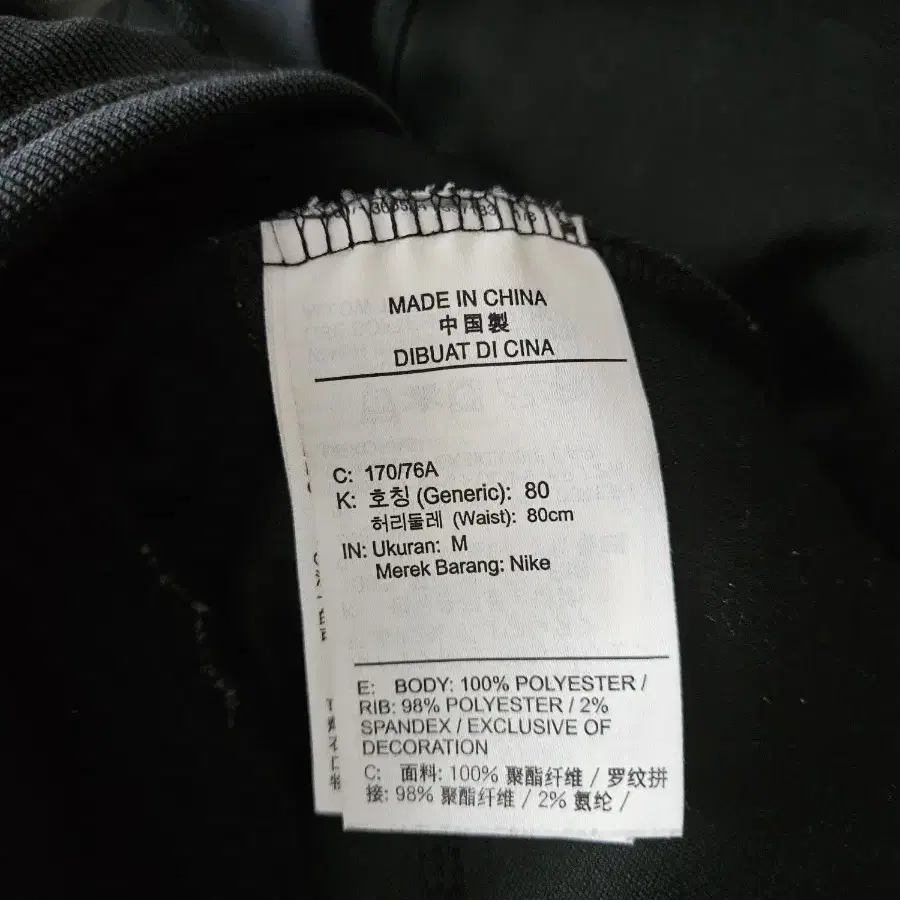 MADE IN CHINA
中国製
DIBUAT DI CINA
C: 170/76A
K: 호칭 (Generic): 80
허리둘레 (Waist): 80cm
IN: Ukuran: M
Merek Barang: Nike
E: BODY: 100% POLYESTER /
RIB: 98% POLYESTER / 2%
SPANDEX / EXCLUSIVE OF
DECORATION
C: 面料: 100% 聚酯纤维 / 罗纹拼
接: 98% 聚酯纤维 / 2% 氨纶 /